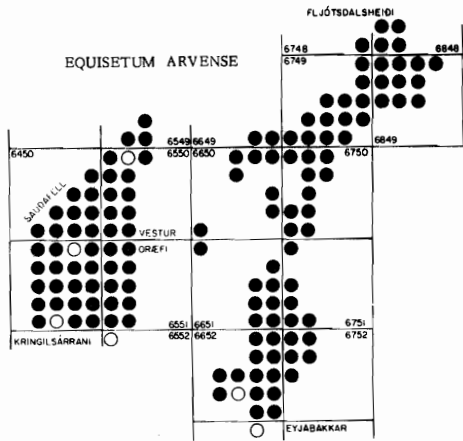 FLJÓTSDALSHEIÐI
6748 6848
6749
EQUISETUM ARVENSE
6549 6649 6849
6450 6550 6650 6750
SAUÐAFELL
VESTUR
ÖRÆFI
6551 6651 6751
KRINGILSÁRRANI 6552 6652 6752
EYJABAKKAR